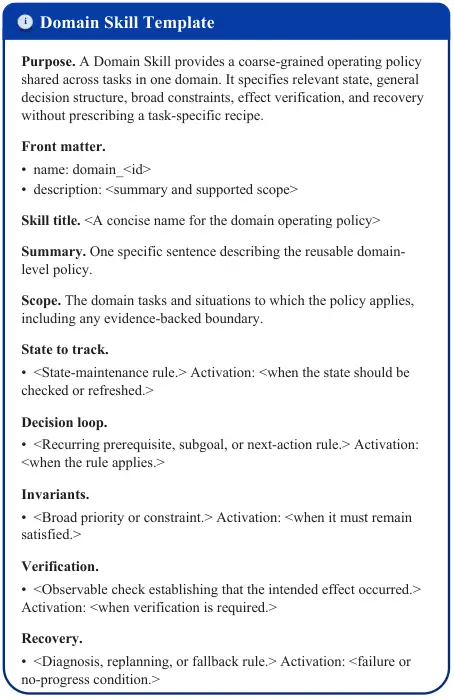 i Domain Skill Template
Purpose. A Domain Skill provides a coarse-grained operating policy
shared across tasks in one domain. It specifies relevant state, general
decision structure, broad constraints, effect verification, and recovery
without prescribing a task-specific recipe.
Front matter.
• name: domain_<id>
• description: <summary and supported scope>
Skill title. <A concise name for the domain operating policy>
Summary. One specific sentence describing the reusable domain-
level policy.
Scope. The domain tasks and situations to which the policy applies,
including any evidence-backed boundary.
State to track.
• <State-maintenance rule.> Activation: <when the state should be
checked or refreshed.>
Decision loop.
• <Recurring prerequisite, subgoal, or next-action rule.> Activation:
<when the rule applies.>
Invariants.
• <Broad priority or constraint.> Activation: <when it must remain
satisfied.>
Verification.
• <Observable check establishing that the intended effect occurred.>
Activation: <when verification is required.>
Recovery.
• <Diagnosis, replanning, or fallback rule.> Activation: <failure or
no-progress condition.>